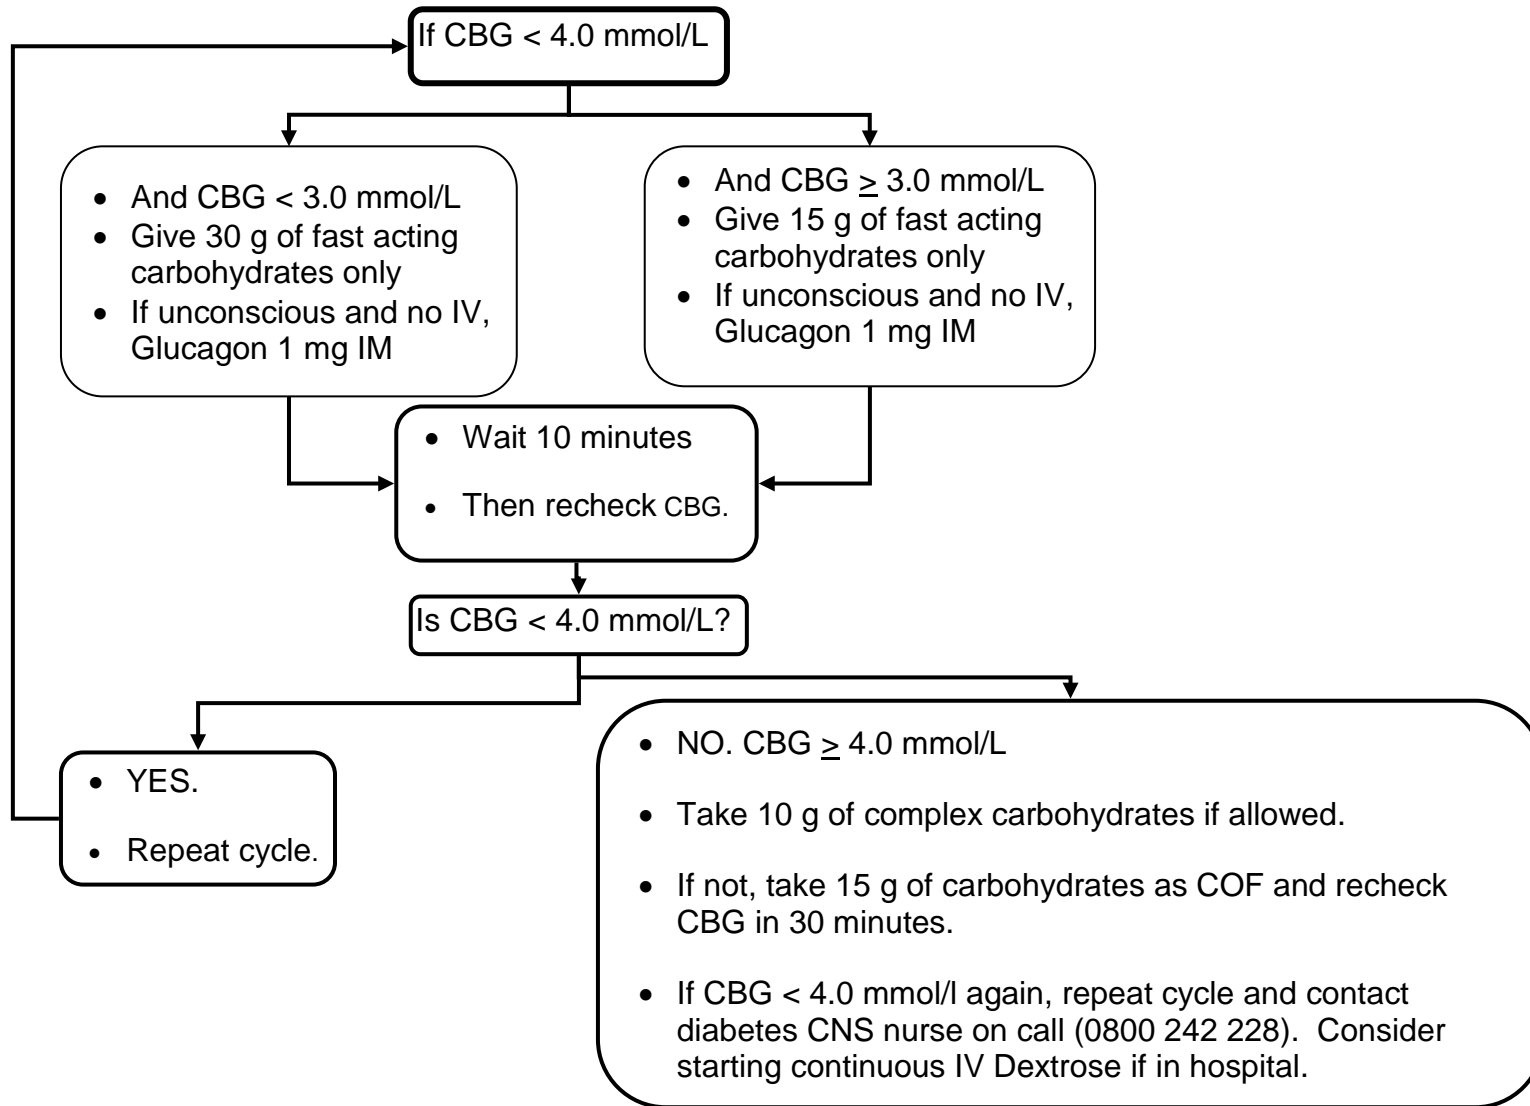 If CBG < 4.0 mmol/L
• And CBG < 3.0 mmol/L
• Give 30 g of fast acting
carbohydrates only
• If unconscious and no IV,
Glucagon 1 mg IM
• And CBG ≥ 3.0 mmol/L
• Give 15 g of fast acting
carbohydrates only
• If unconscious and no IV,
Glucagon 1 mg IM
• Wait 10 minutes
• Then recheck CBG.
Is CBG < 4.0 mmol/L?
• YES.
• Repeat cycle.
• NO. CBG ≥ 4.0 mmol/L
• Take 10 g of complex carbohydrates if allowed.
• If not, take 15 g of carbohydrates as COF and recheck
CBG in 30 minutes.
• If CBG < 4.0 mmol/l again, repeat cycle and contact
diabetes CNS nurse on call (0800 242 228).  Consider
starting continuous IV Dextrose if in hospital.